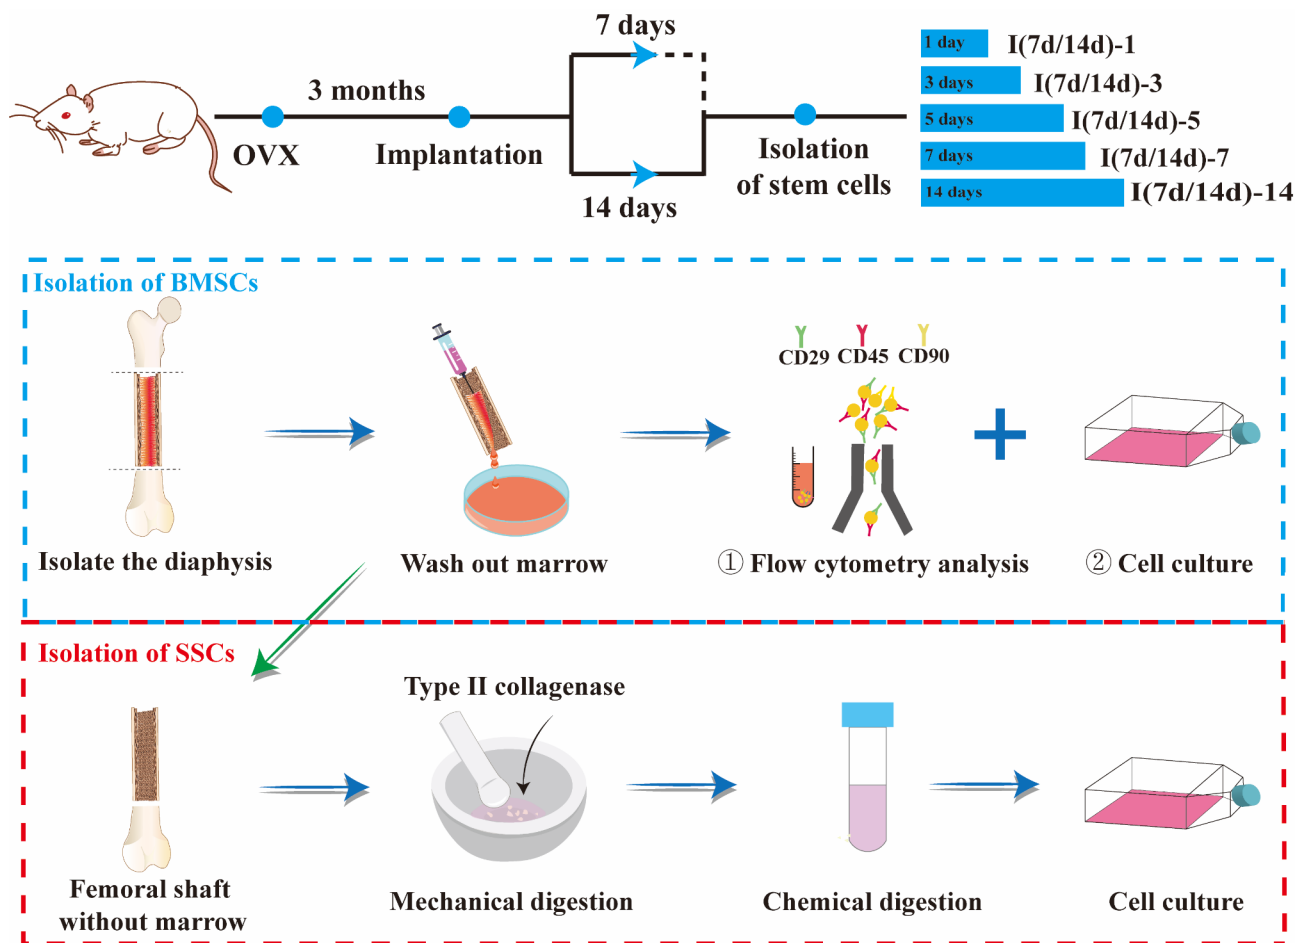 7 days
3 months
OVX
Implantation
14 days
Isolation
of stem cells
1 day I(7d/14d)-1
3 days I(7d/14d)-3
5 days I(7d/14d)-5
7 days I(7d/14d)-7
14 days I(7d/14d)-14
Isolation of BMSCs
CD29 CD45 CD90
Isolate the diaphysis
Wash out marrow
① Flow cytometry analysis
② Cell culture
Isolation of SSCs
Type II collagenase
Femoral shaft
without marrow
Mechanical digestion
Chemical digestion
Cell culture